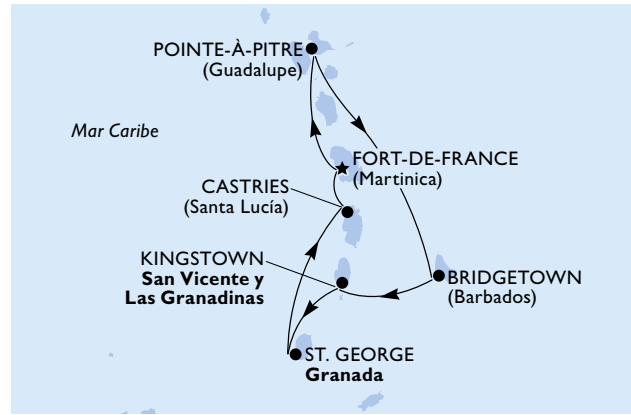 POINTE-À-PITRE
(Guadalupe)
Mar Caribe
FORT-DE-FRANCE
(Martinica)
CASTRIES
(Santa Lucía)
KINGSTOWN
San Vicente y
Las Granadinas
BRIDGETOWN
(Barbados)
ST. GEORGE
Granada